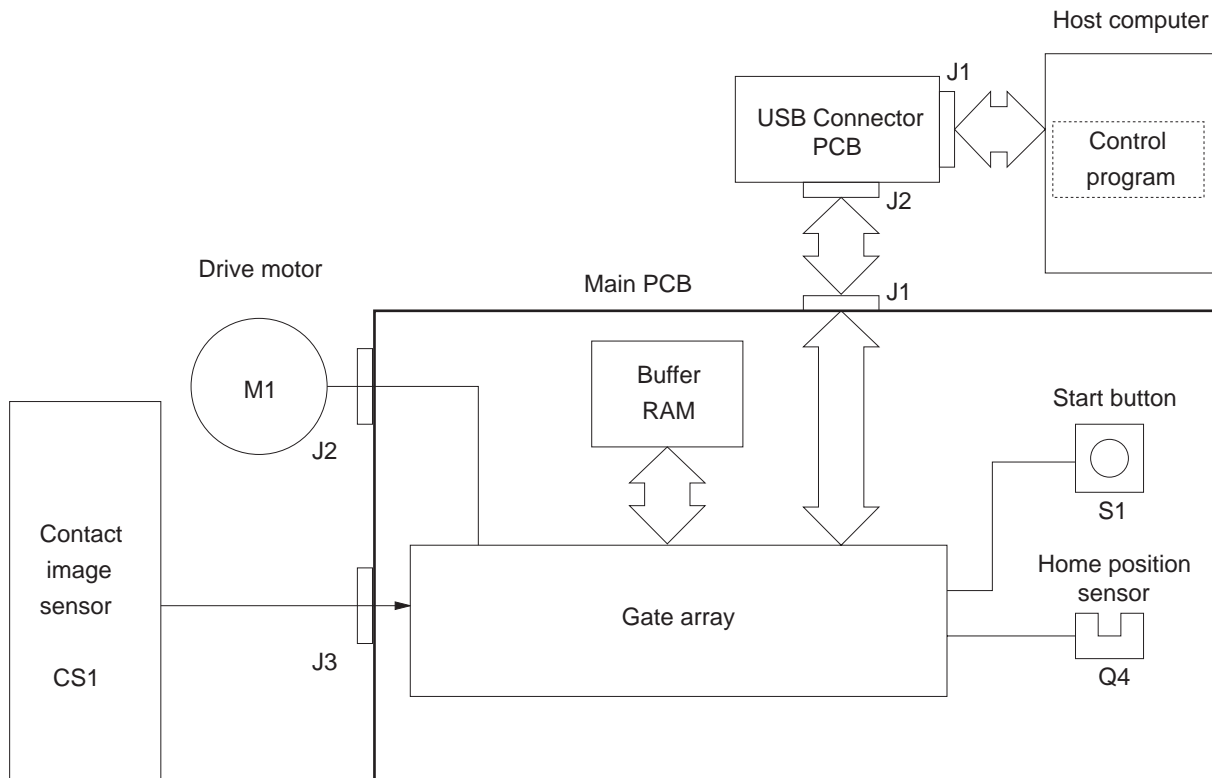 Host computer
J1
USB Connector
PCB
Control
program
J2
Drive motor
Main PCB
J1
M1
Buffer
RAM
Start button
J2
S1
Contact
image
sensor
CS1
Home position
sensor
Gate array
J3
Q4